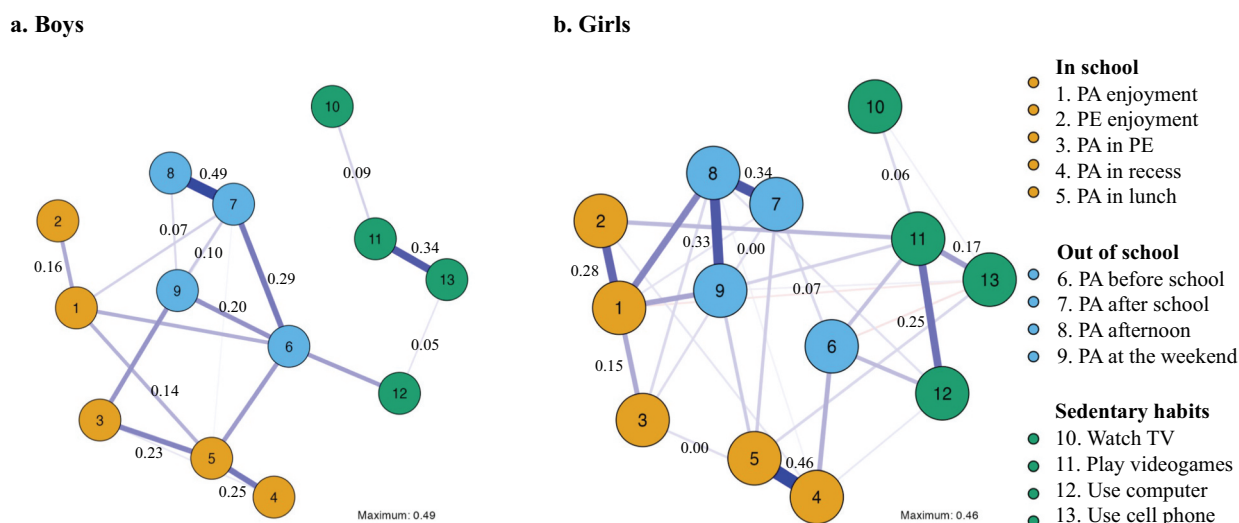 a. Boys
10
8
0.49
7
0.09
2
0.07
11
0.34
0.10
13
0.16
9
0.29
1
0.20
6
0.05
12
0.14
3
0.23
5
0.25
4
Maximum: 0.49
b. Girls
10
8
0.34
7
0.06
2
11
0.17
0.33
0.00
13
0.28
9
0.07
1
0.25
6
0.15
12
3
0.00
5
0.46
4
Maximum: 0.46
In school
1. PA enjoyment
2. PE enjoyment
3. PA in PE
4. PA in recess
5. PA in lunch
Out of school
6. PA before school
7. PA after school
8. PA afternoon
9. PA at the weekend
Sedentary habits
10. Watch TV
11. Play videogames
12. Use computer
13. Use cell phone